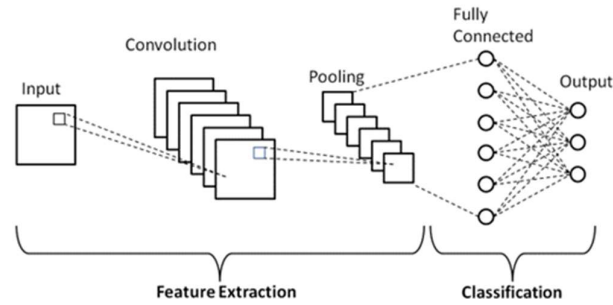 Input
Convolution
Pooling
Fully
Connected
Output
Feature Extraction
Classification